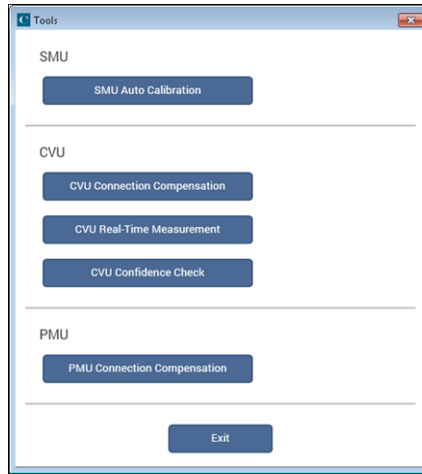 C Tools
SMU
SMU Auto Calibration
CVU
CVU Connection Compensation
CVU Real-Time Measurement
CVU Confidence Check
PMU
PMU Connection Compensation
Exit